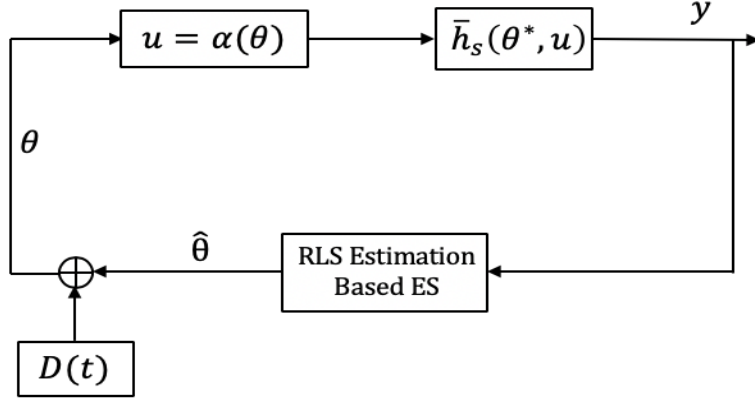 y
u = α(θ)
h̄ₛ(θ*, u)
θ
θ̂
RLS Estimation
Based ES
D(t)